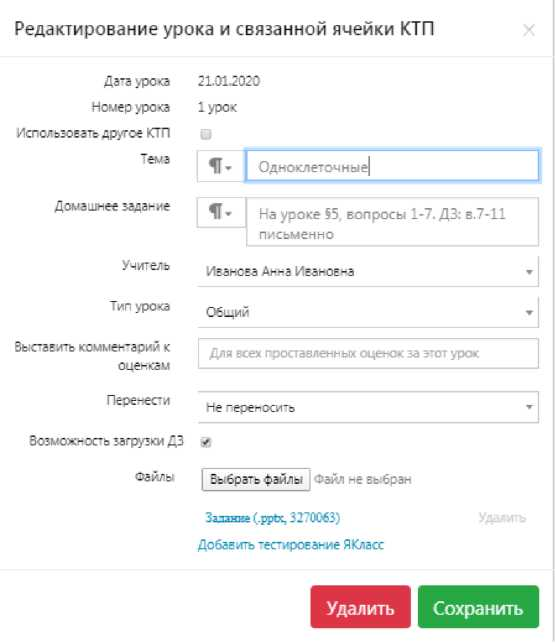 Редактирование урока и связанной ячейки КТП
×
Дата урока 21.01.2020
Номер урока 1 урок
Использовать другое КТП
Тема ¶ Одноклеточные
Домашнее задание ¶ На уроке §5, вопросы 1-7. ДЗ: в.7-11
письменно
Учитель Иванова Анна Ивановна
Тип урока Общий
Выставить комментарий к
оценкам Для всех проставленных оценок за этот урок
Перенести Не переносить
Возможность загрузки ДЗ
Файлы Выбрать файлы Файл не выбран
Задание (.pptx, 3270063) Удалить
Добавить тестирование ЯКласс
Удалить Сохранить